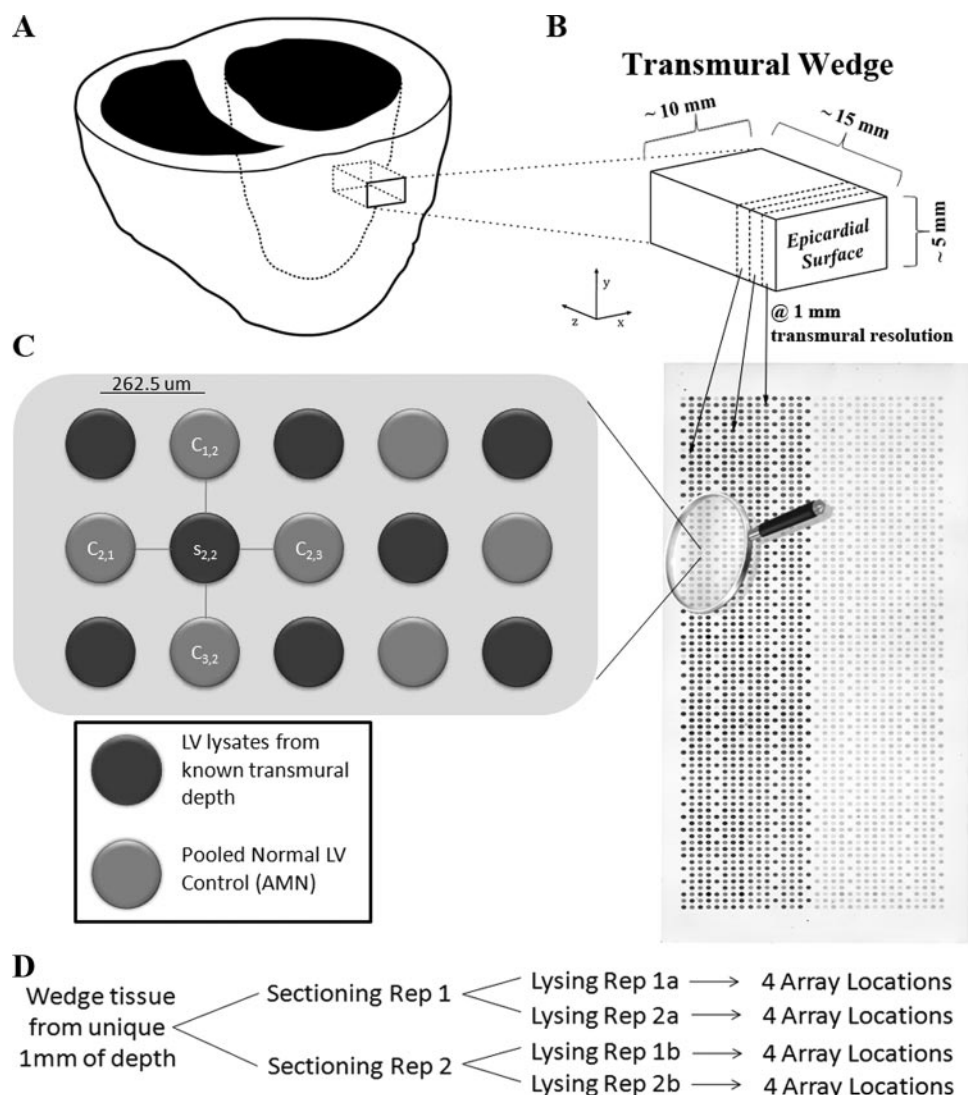 A
B
Transmural Wedge
~ 10 mm
~ 15 mm
Epicardial
Surface
~ 5 mm
y
z
x
@ 1 mm
transmural resolution
C
262.5 um
C1,2
C2,1
S2,2
C2,3
C3,2
LV lysates from
known transmural
depth
Pooled Normal LV
Control (AMN)
D
Wedge tissue
from unique
1mm of depth
Sectioning Rep 1
Sectioning Rep 2
Lysing Rep 1a
4 Array Locations
Lysing Rep 2a
4 Array Locations
Lysing Rep 1b
4 Array Locations
Lysing Rep 2b
4 Array Locations